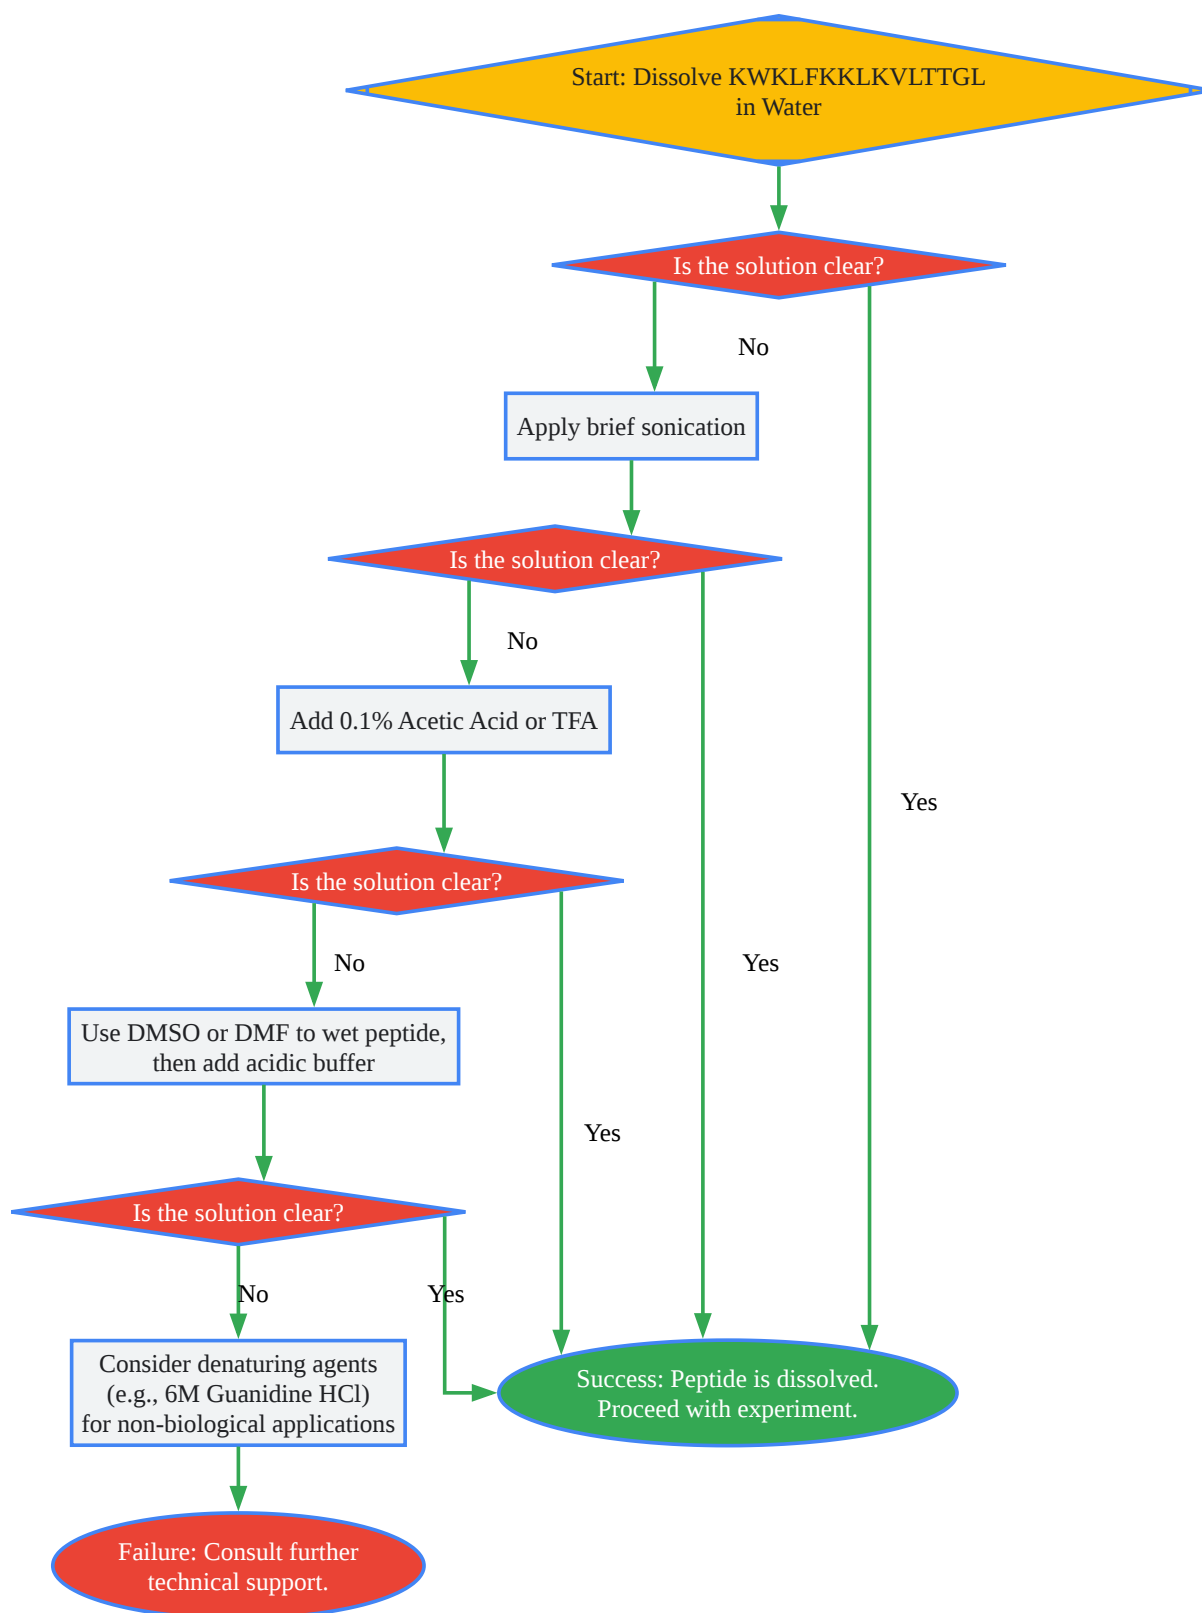 Start: Dissolve KWKLFKKLKVLTTGL
in Water
Is the solution clear?
No
Apply brief sonication
Is the solution clear?
No
Add 0.1% Acetic Acid or TFA
Yes
Is the solution clear?
No
Yes
Use DMSO or DMF to wet peptide,
then add acidic buffer
Yes
Is the solution clear?
No
Yes
Consider denaturing agents
(e.g., 6M Guanidine HCl)
for non-biological applications
Success: Peptide is dissolved.
Proceed with experiment.
Failure: Consult further
technical support.